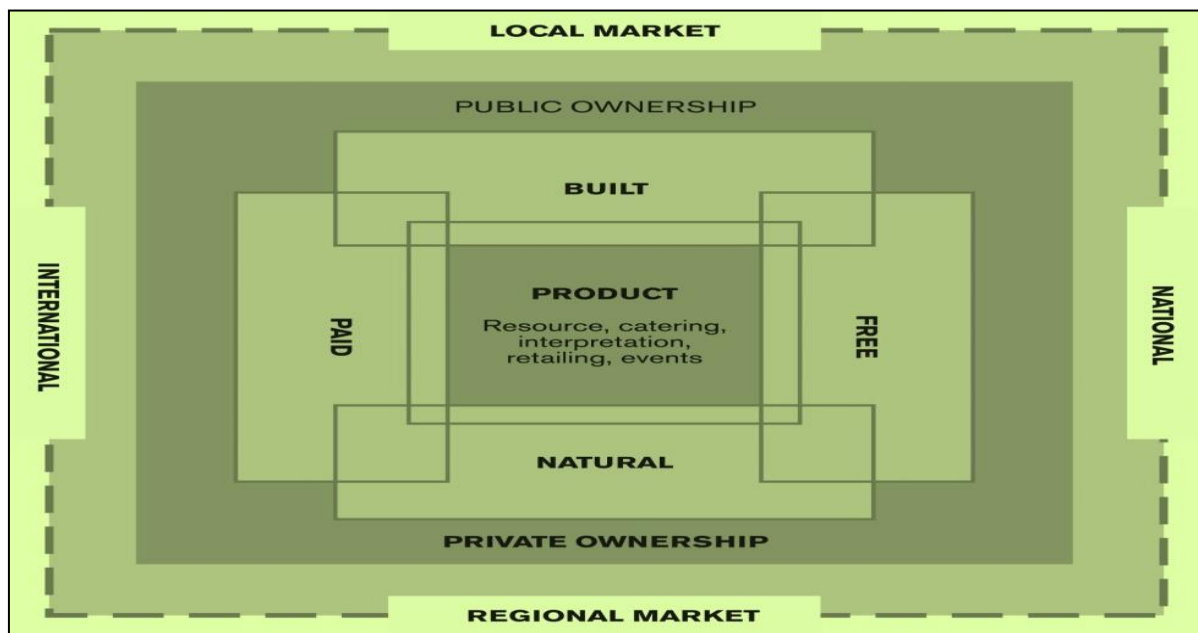 LOCAL MARKET
PUBLIC OWNERSHIP
BUILT
INTERNATIONAL
PAID
PRODUCT
Resource, catering,
interpretation,
retailing, events
FREE
NATIONAL
NATURAL
PRIVATE OWNERSHIP
REGIONAL MARKET